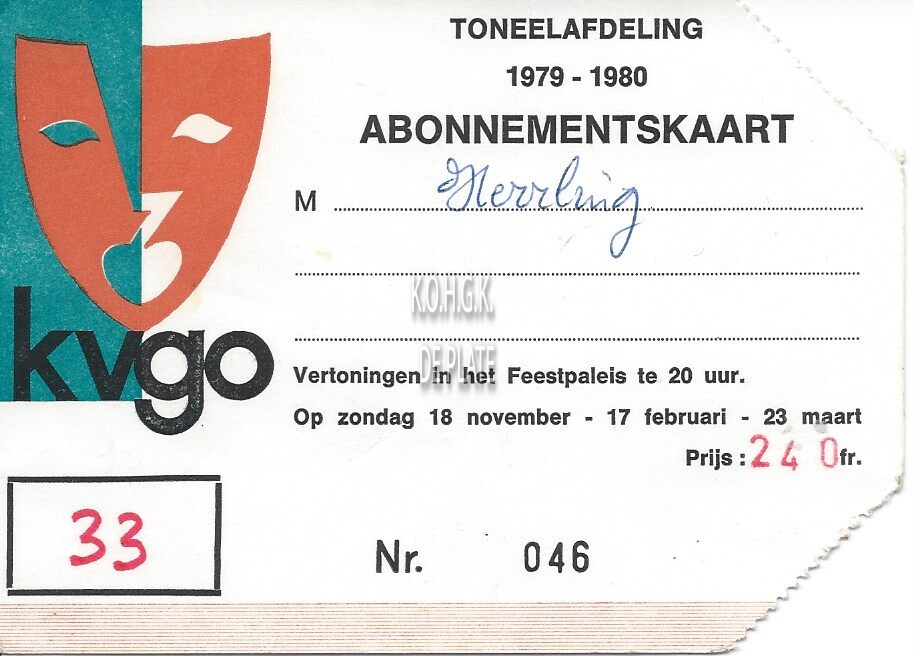 TONEELAFDELING
1979 - 1980
ABONNEMENTSKAART
M Herrling
K.O.H.G.K.
DE PLATE
kvgo
Vertoningen in het Feestpaleis te 20 uur.
Op zondag 18 november - 17 februari - 23 maart
Prijs : 240 fr.
33
Nr. 046